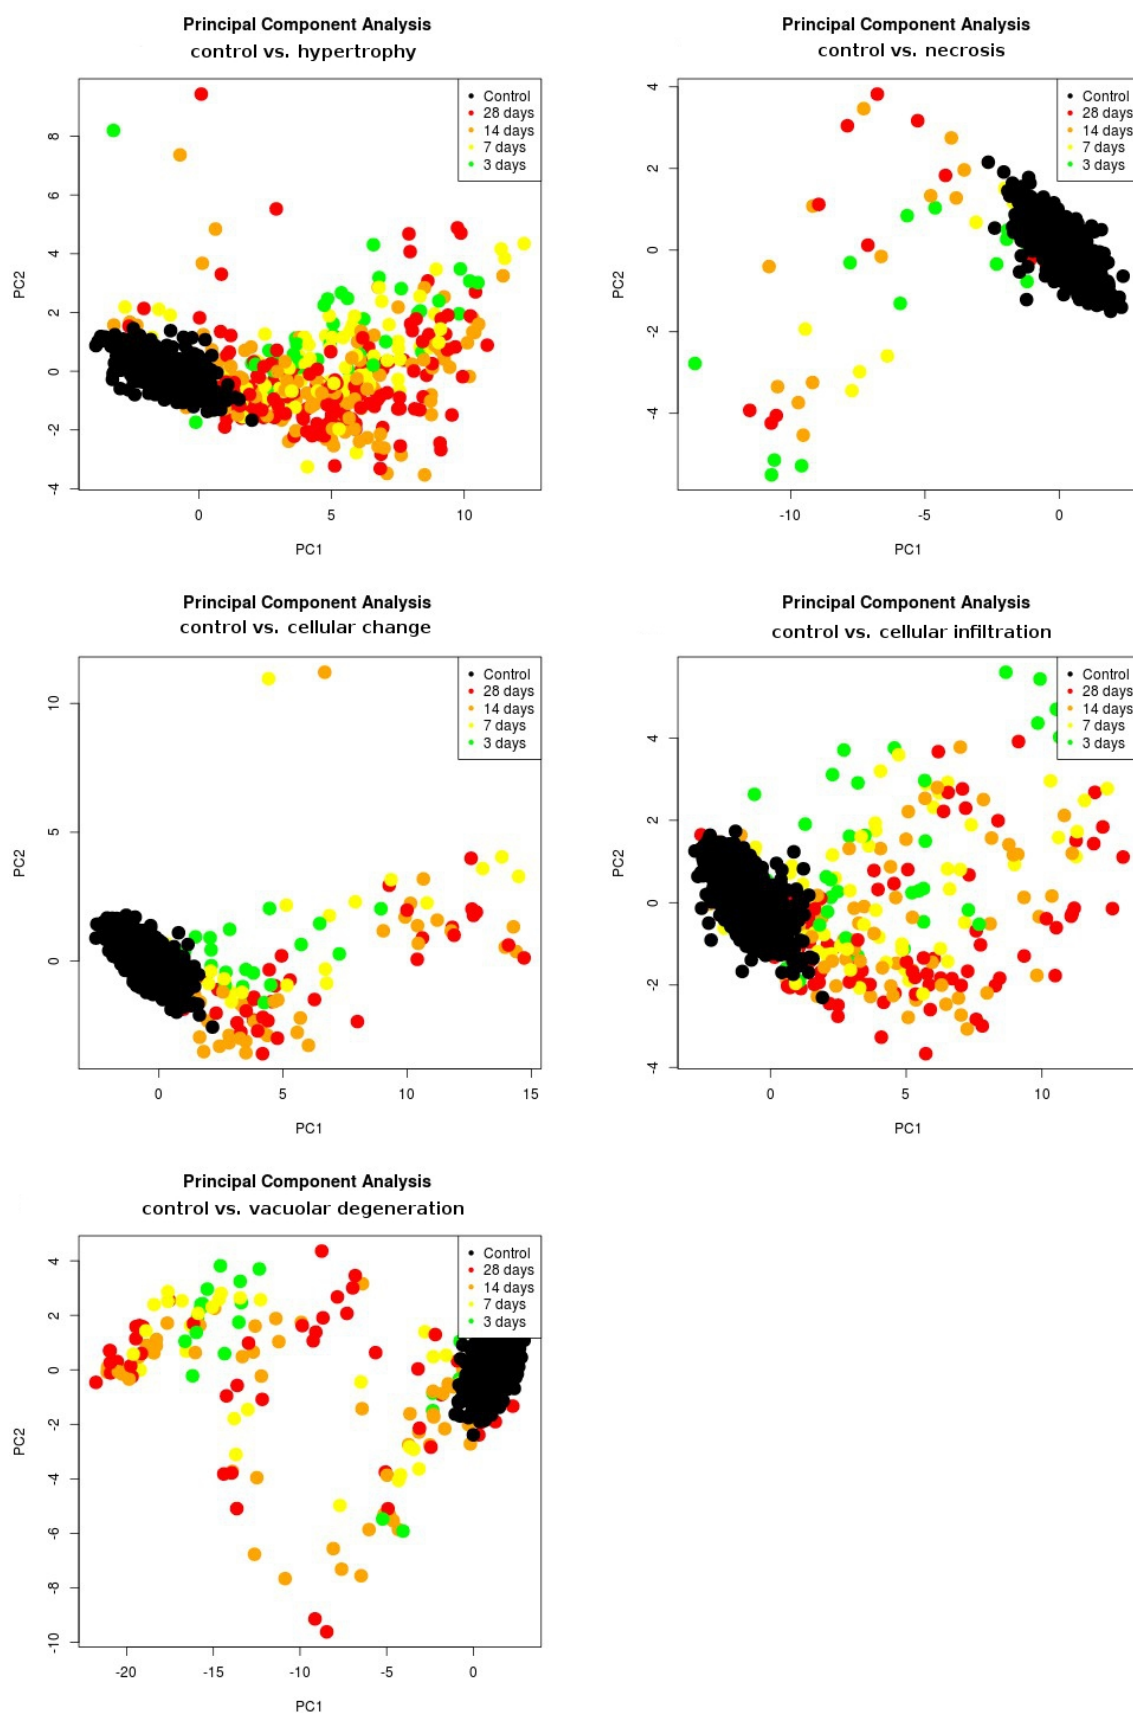 Principal Component Analysis
control vs. hypertrophy
Control
28 days
14 days
7 days
3 days
8
6
4
2
0
-2
-4
PC2
0
5
10
PC1
Principal Component Analysis
control vs. necrosis
Control
28 days
14 days
7 days
3 days
4
2
0
-2
-4
PC2
-10
-5
0
PC1
Principal Component Analysis
control vs. cellular change
Control
28 days
14 days
7 days
3 days
10
5
0
PC2
0
5
10
15
PC1
Principal Component Analysis
control vs. cellular infiltration
Control
28 days
14 days
7 days
3 days
4
2
0
-2
-4
PC2
0
5
10
PC1
Principal Component Analysis
control vs. vacuolar degeneration
Control
28 days
14 days
7 days
3 days
4
2
0
-2
-4
-6
-8
-10
PC2
-20
-15
-10
-5
0
PC1